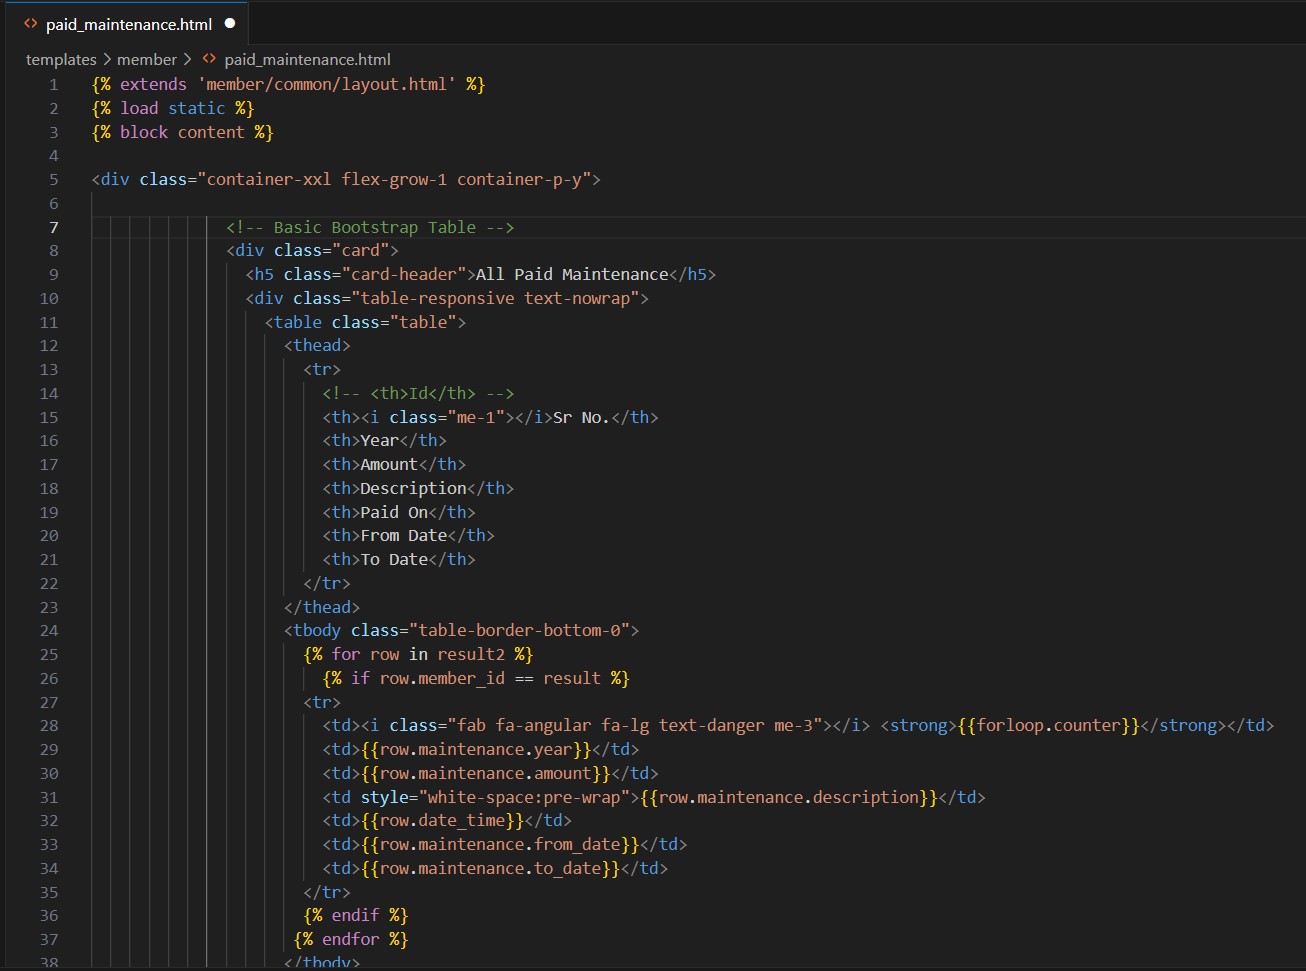 paid_maintenance.html
templates > member > paid_maintenance.html
1 {% extends 'member/common/layout.html' %}
2 {% load static %}
3 {% block content %}
4
5 <div class="container-xxl flex-grow-1 container-p-y">
6
7 <!-- Basic Bootstrap Table -->
8 <div class="card">
9 <h5 class="card-header">All Paid Maintenance</h5>
10 <div class="table-responsive text-nowrap">
11 <table class="table">
12 <thead>
13 <tr>
14 <!-- <th>Id</th> -->
15 <th><i class="me-1"></i>Sr No.</th>
16 <th>Year</th>
17 <th>Amount</th>
18 <th>Description</th>
19 <th>Paid On</th>
20 <th>From Date</th>
21 <th>To Date</th>
22 </tr>
23 </thead>
24 <tbody class="table-border-bottom-0">
25 {% for row in result2 %}
26 {% if row.member_id == result %}
27 <tr>
28 <td><i class="fab fa-angular fa-lg text-danger me-3"></i> <strong>{{forloop.counter}}</strong></td>
29 <td>{{row.maintenance.year}}</td>
30 <td>{{row.maintenance.amount}}</td>
31 <td style="white-space:pre-wrap">{{row.maintenance.description}}</td>
32 <td>{{row.date_time}}</td>
33 <td>{{row.maintenance.from_date}}</td>
34 <td>{{row.maintenance.to_date}}</td>
35 </tr>
36 {% endif %}
37 {% endfor %}
38 </tbody>